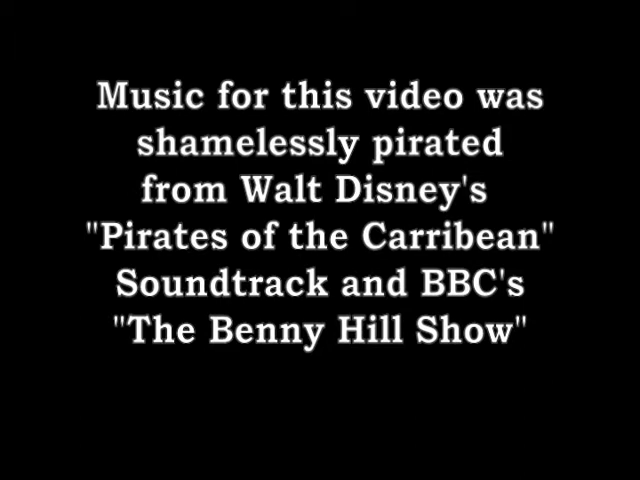 Music for this video was
shamelessly pirated
from Walt Disney's
"Pirates of the Carribean"
Soundtrack and BBC's
"The Benny Hill Show"